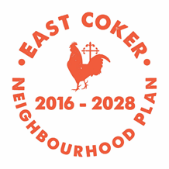 • EAST COKER •
2016 - 2028
NEIGHBOURHOOD PLAN